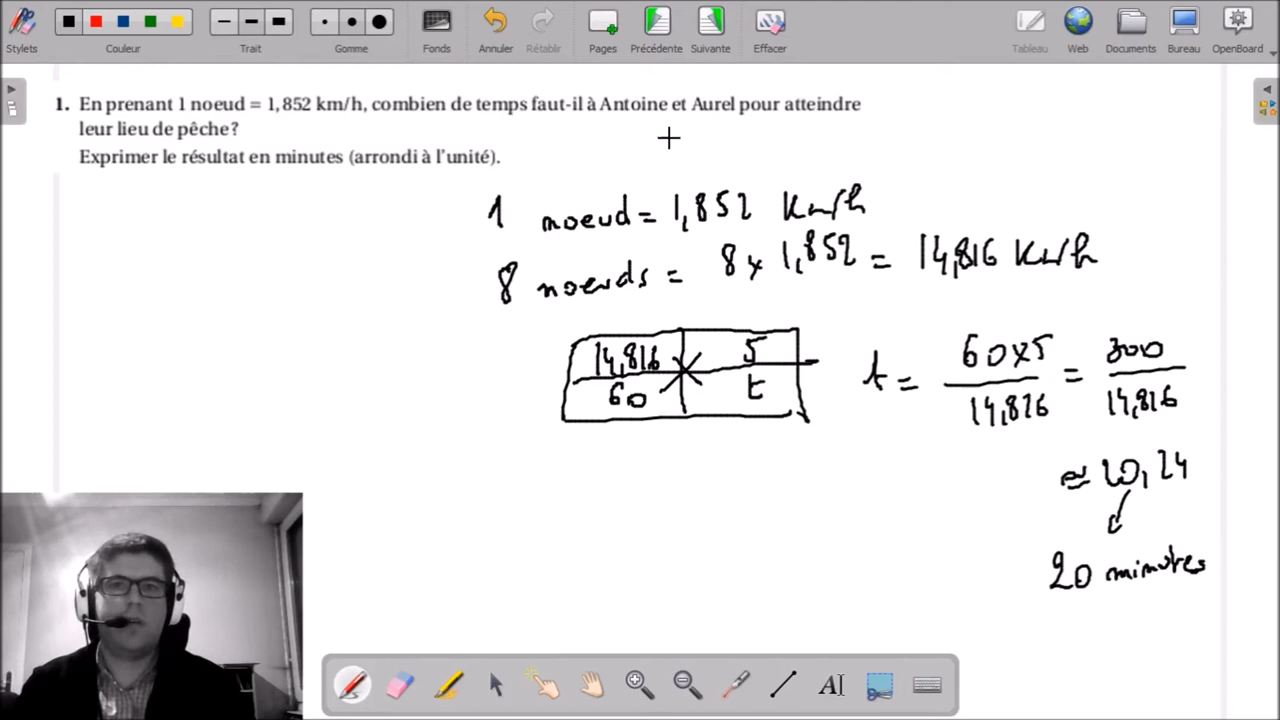 Stylets Couleur Trait Gomme Fonds Annuler Rétablir Pages Précédente Suivante Effacer Tableau Web Documents Bureau OpenBoard
1. En prenant 1 noeud = 1,852 km/h, combien de temps faut-il à Antoine et Aurel pour atteindre
leur lieu de pêche?
Exprimer le résultat en minutes (arrondi à l'unité).
1 noeud = 1,852 Km/h
8 noeuds = 8 x 1,852 = 14,816 Km/h
14,816 5
60 t
t = 60x5 / 14,816 = 300 / 14,816
≈ 20,24
20 minutes
AI